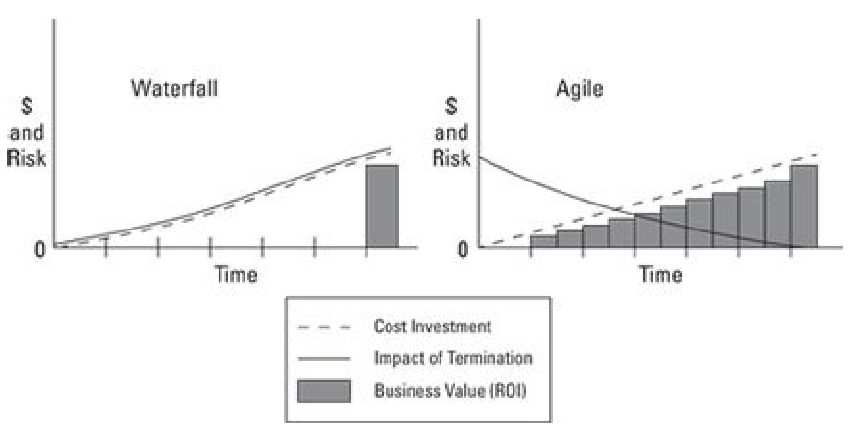 Waterfall
$
and
Risk
0
Time
Agile
$
and
Risk
0
Time
Cost Investment
Impact of Termination
Business Value (ROI)